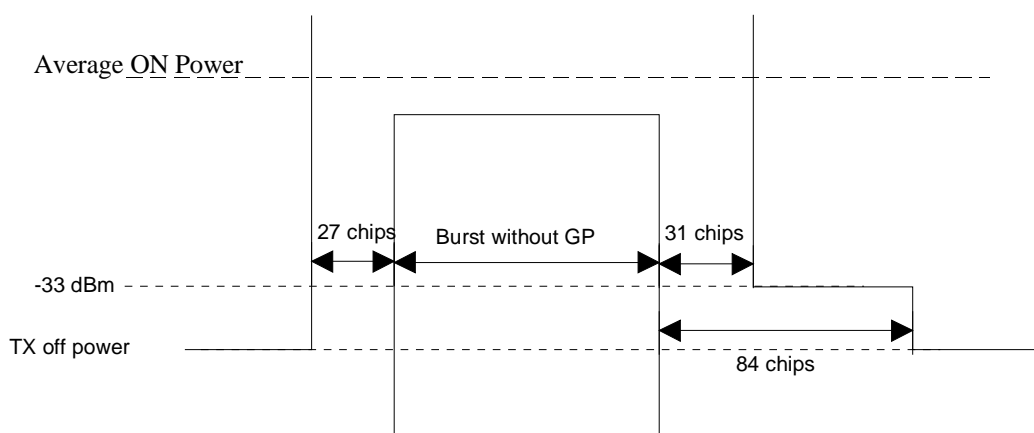 Average ON Power
27 chips
Burst without GP
31 chips
-33 dBm
TX off power
84 chips